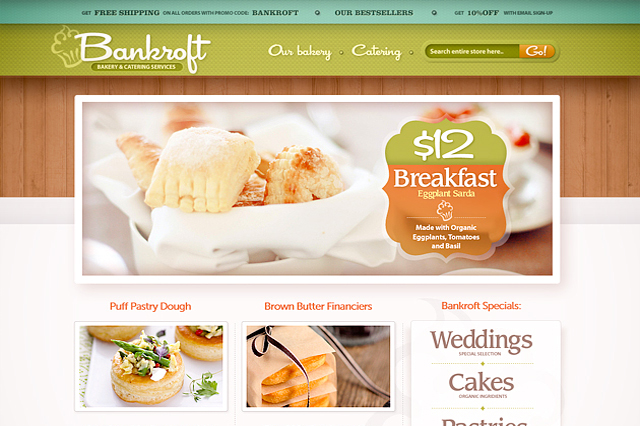 GET FREE SHIPPING ON ALL ORDERS WITH PROMO CODE: BANKROFT
OUR BESTSELLERS
GET 10%OFF WITH EMAIL SIGN-UP
Bankroft
BAKERY & CATERING SERVICES
Our bakery
Catering
Search entire store here..
Go!
$12
Breakfast
Eggplant Sarda
Made with Organic
Eggplants, Tomatoes
and Basil
Puff Pastry Dough
Brown Butter Financiers
Bankroft Specials:
Weddings
SPECIAL SELECTION
Cakes
ORGANIC INGRIDIENTS
Pastries